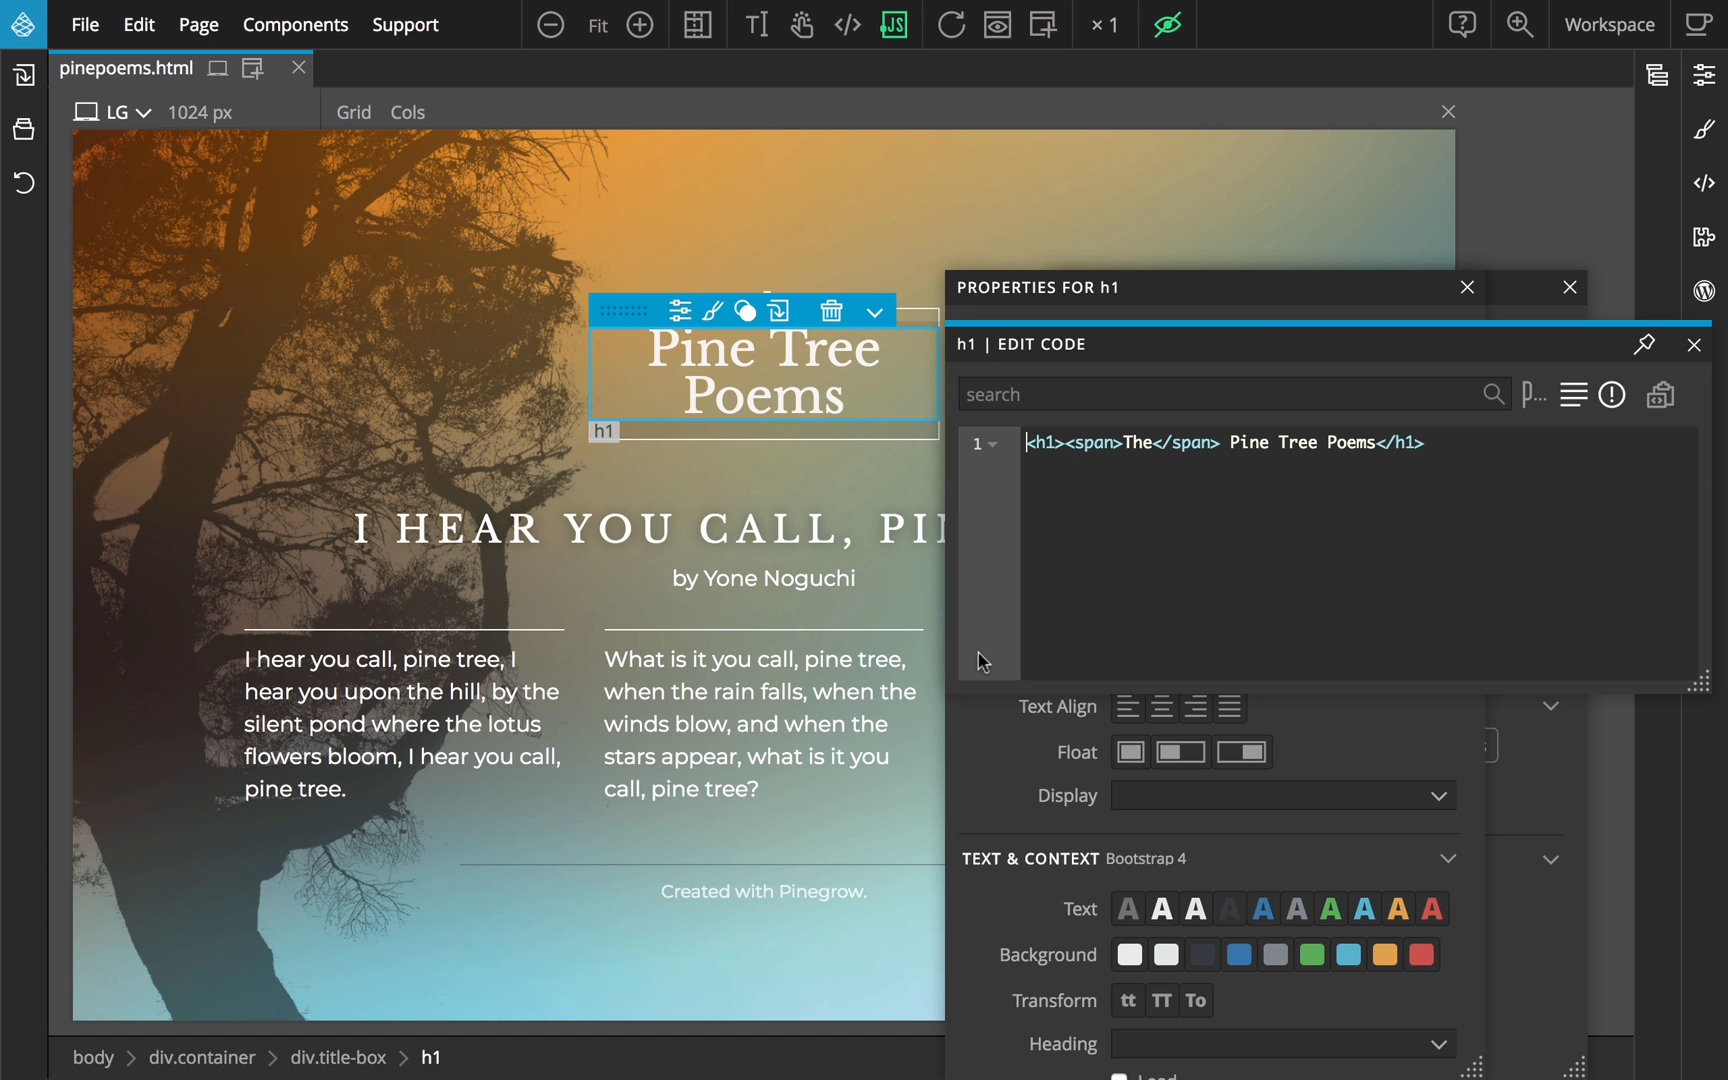 File Edit Page Components Support
Fit
× 1
Workspace
pinepoems.html
LG 1024 px Grid Cols
Pine Tree
Poems
h1
I HEAR YOU CALL, PI
by Yone Noguchi
I hear you call, pine tree, I
hear you upon the hill, by the
silent pond where the lotus
flowers bloom, I hear you call,
pine tree.
What is it you call, pine tree,
when the rain falls, when the
winds blow, and when the
stars appear, what is it you
call, pine tree?
Created with Pinegrow.
PROPERTIES FOR h1
h1 | EDIT CODE
search
p...
1 <h1><span>The</span> Pine Tree Poems</h1>
Text Align
Float
Display
TEXT & CONTEXT Bootstrap 4
Text A A A A A A A A A A
Background
Transform tt TT To
Heading
body > div.container > div.title-box > h1